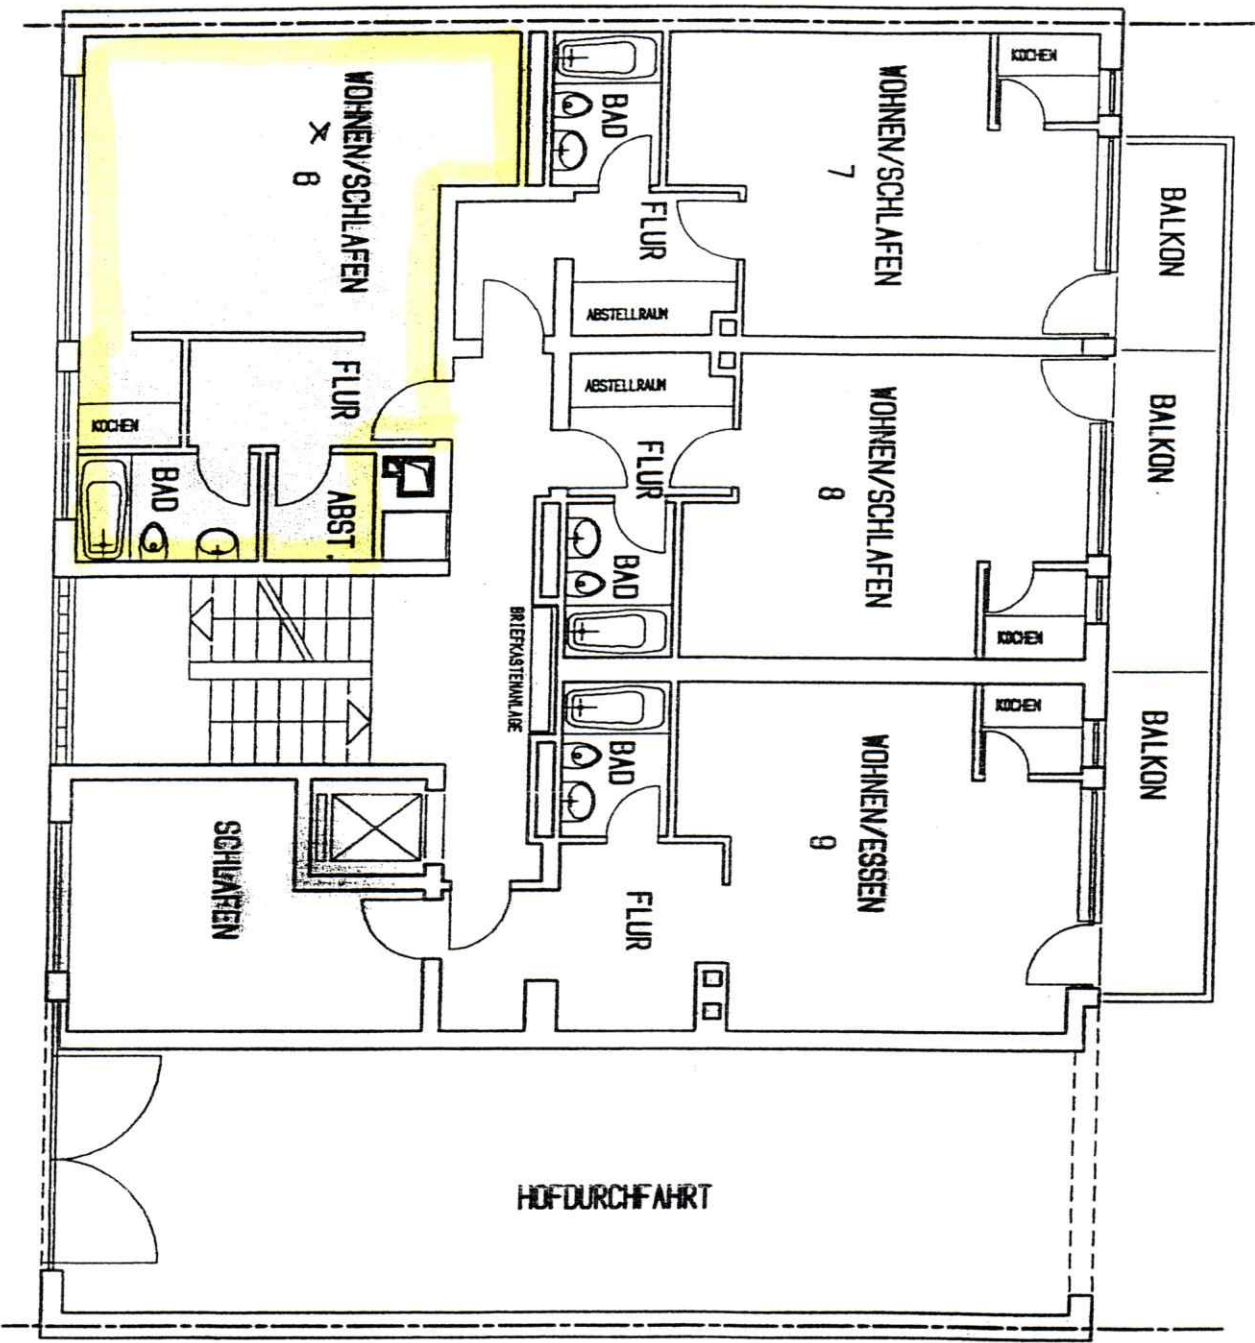 WOHNEN/SCHLAFEN
x 6
FLUR
KOCHEN
BAD
ABST.
BAD
FLUR
ABSTELLRAUM
WOHNEN/SCHLAFEN
7
KOCHEN
BALKON
ABSTELLRAUM
FLUR
BAD
WOHNEN/SCHLAFEN
8
KOCHEN
BALKON
BRIEFKASTENANLAGE
BAD
KOCHEN
WOHNEN/ESSEN
9
BALKON
FLUR
SCHLAFEN
HOFDURCHFAHRT